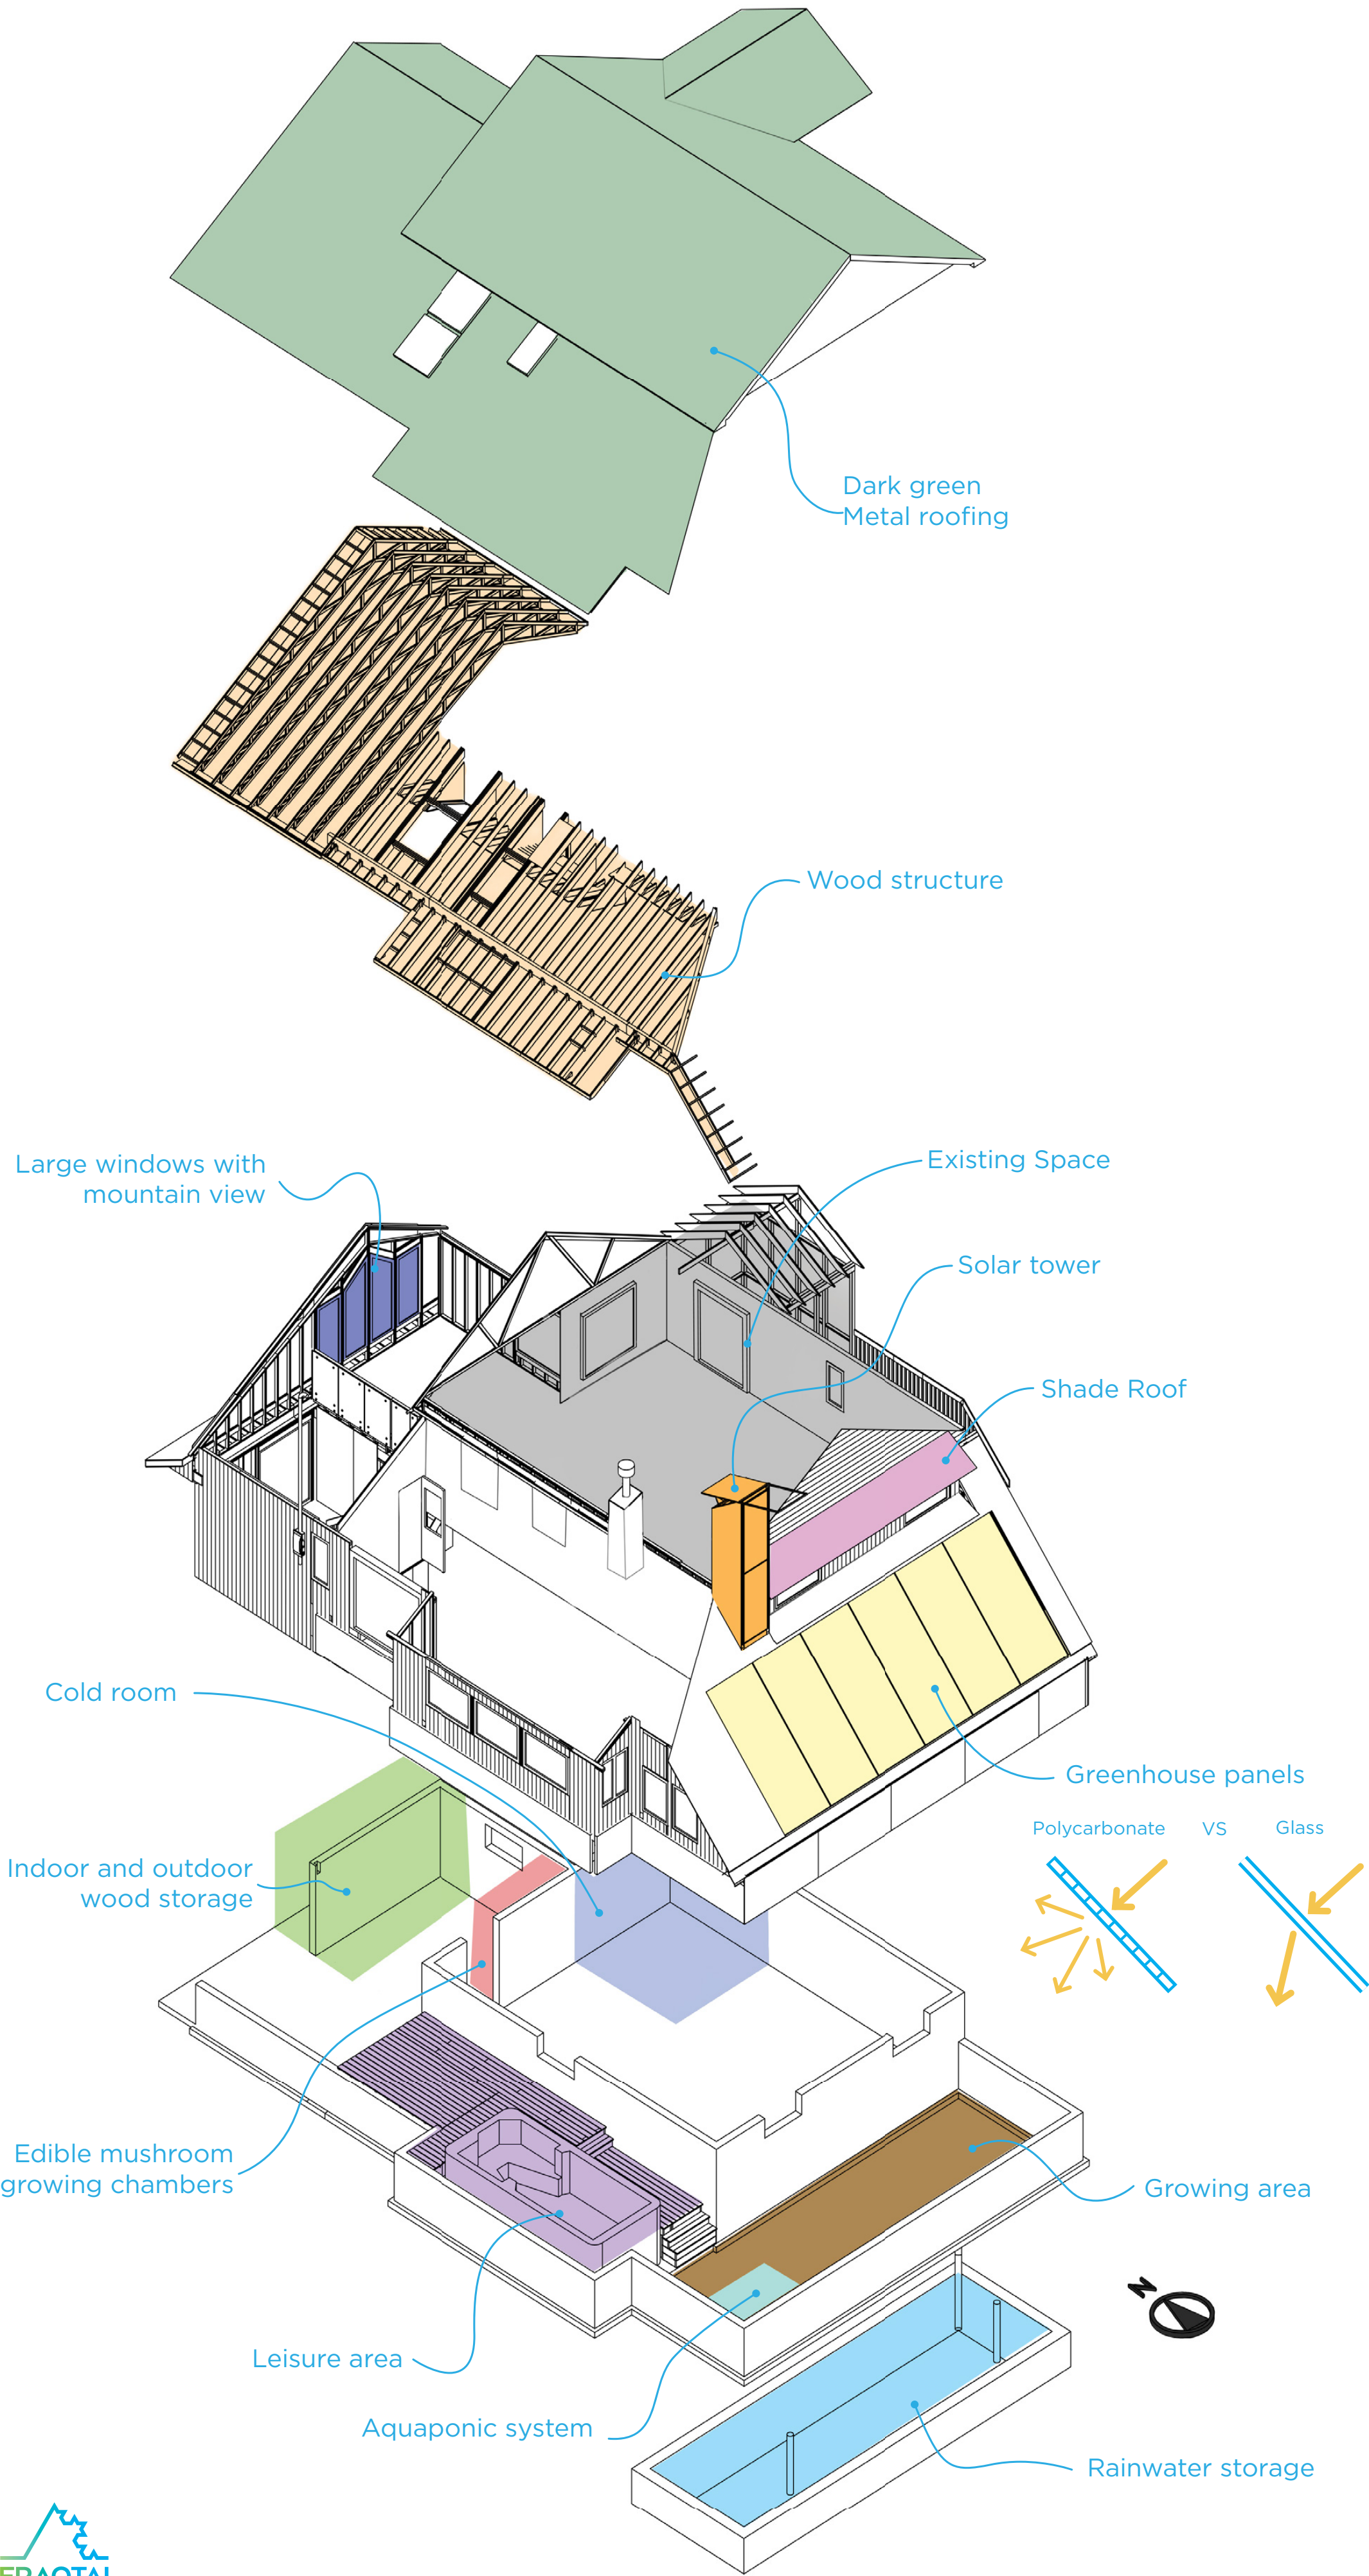 Dark green
Metal roofing
Wood structure
Large windows with
mountain view
Existing Space
Solar tower
Shade Roof
Cold room
Greenhouse panels
Polycarbonate VS Glass
Indoor and outdoor
wood storage
Edible mushroom
growing chambers
Growing area
N
Leisure area
Aquaponic system
Rainwater storage